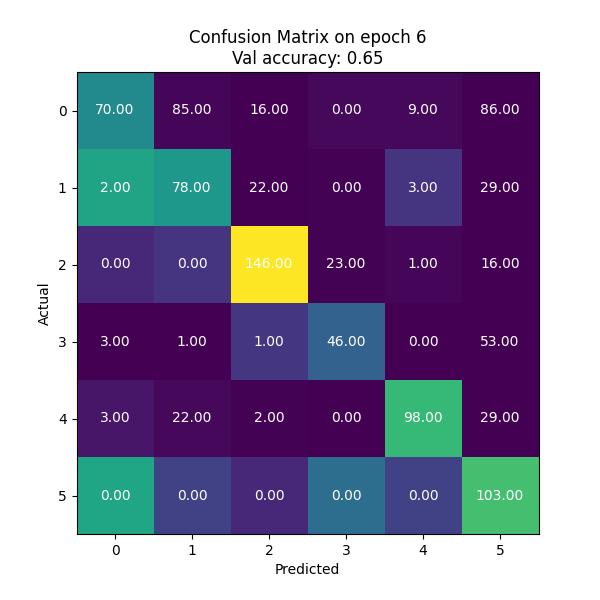 Confusion Matrix on epoch 6
Val accuracy: 0.65
0 70.00 85.00 16.00 0.00 9.00 86.00
1 2.00 78.00 22.00 0.00 3.00 29.00
2 0.00 0.00 146.00 23.00 1.00 16.00
3 3.00 1.00 1.00 46.00 0.00 53.00
4 3.00 22.00 2.00 0.00 98.00 29.00
5 0.00 0.00 0.00 0.00 0.00 103.00
Actual
0 1 2 3 4 5
Predicted